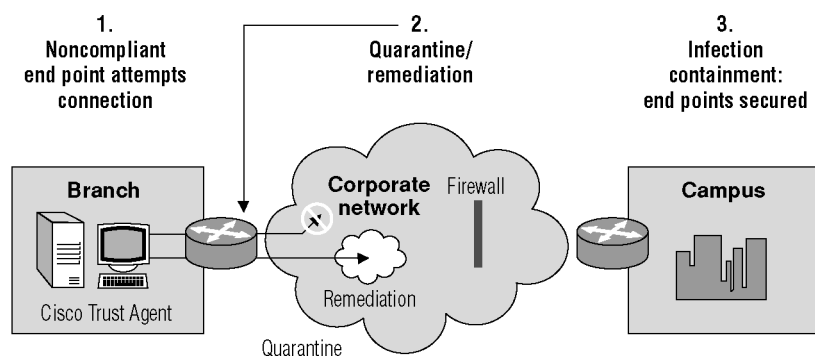 1.
Noncompliant
end point attempts
connection
2.
Quarantine/
remediation
3.
Infection
containment:
end points secured
Branch
Cisco Trust Agent
Corporate
network
Firewall
Remediation
Quarantine
Campus